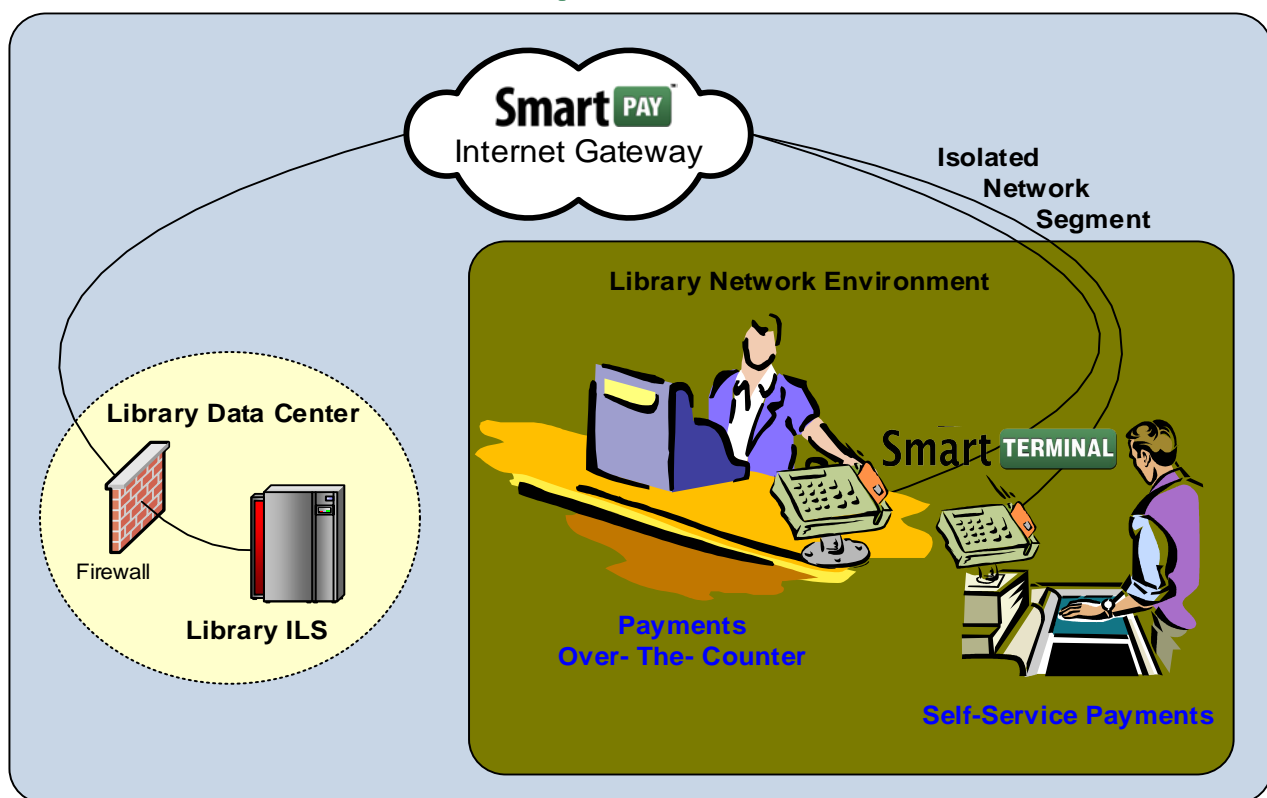 Smart PAY™
Internet Gateway
Isolated
Network
Segment
Library Network Environment
Library Data Center
Smart TERMINAL
Firewall
Library ILS
Payments
Over- The- Counter
Self-Service Payments